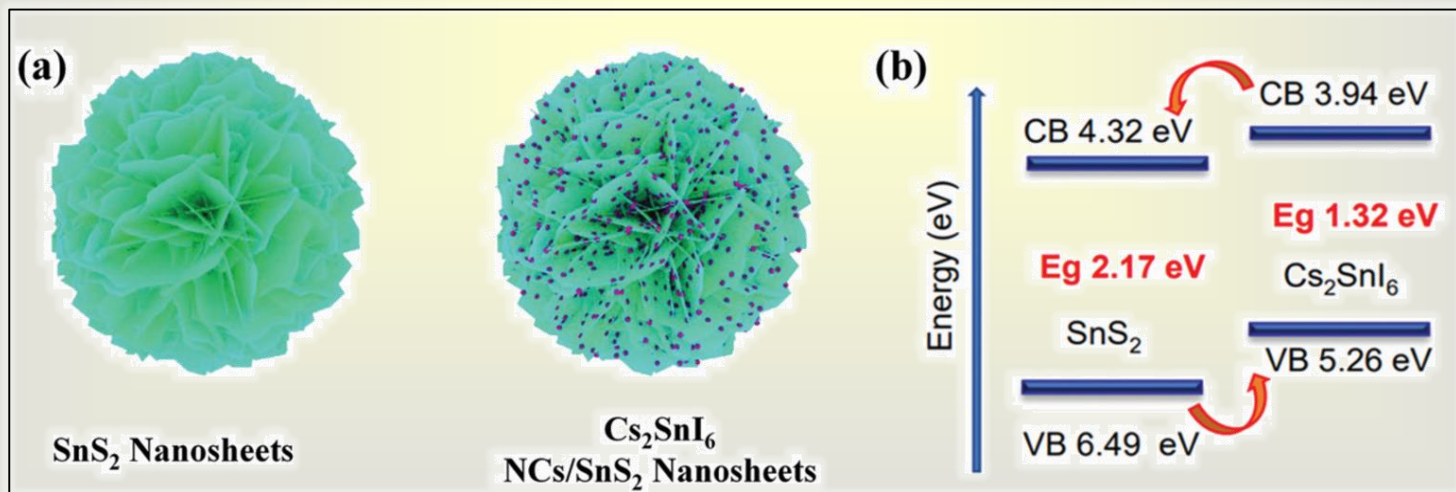 (a)
SnS₂ Nanosheets
Cs₂SnI₆
NCs/SnS₂ Nanosheets
(b)
Energy (eV)
CB 4.32 eV
Eg 2.17 eV
SnS₂
VB 6.49 eV
CB 3.94 eV
Eg 1.32 eV
Cs₂SnI₆
VB 5.26 eV